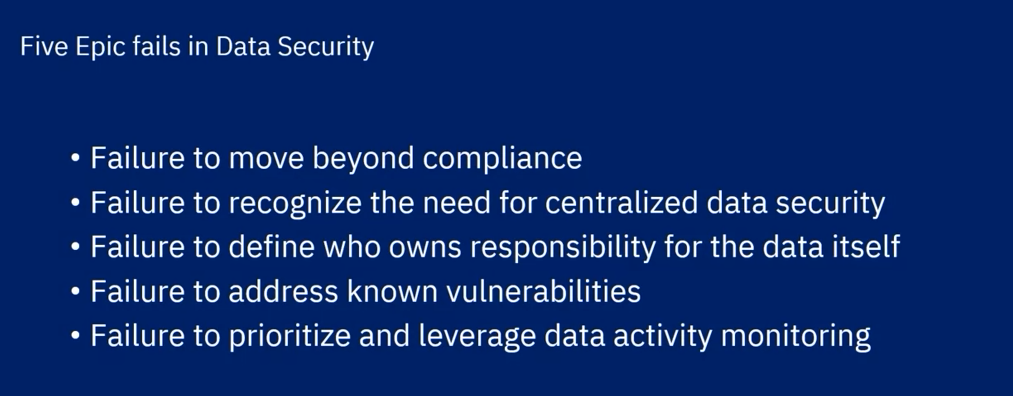 Five Epic fails in Data Security
• Failure to move beyond compliance
• Failure to recognize the need for centralized data security
• Failure to define who owns responsibility for the data itself
• Failure to address known vulnerabilities
• Failure to prioritize and leverage data activity monitoring